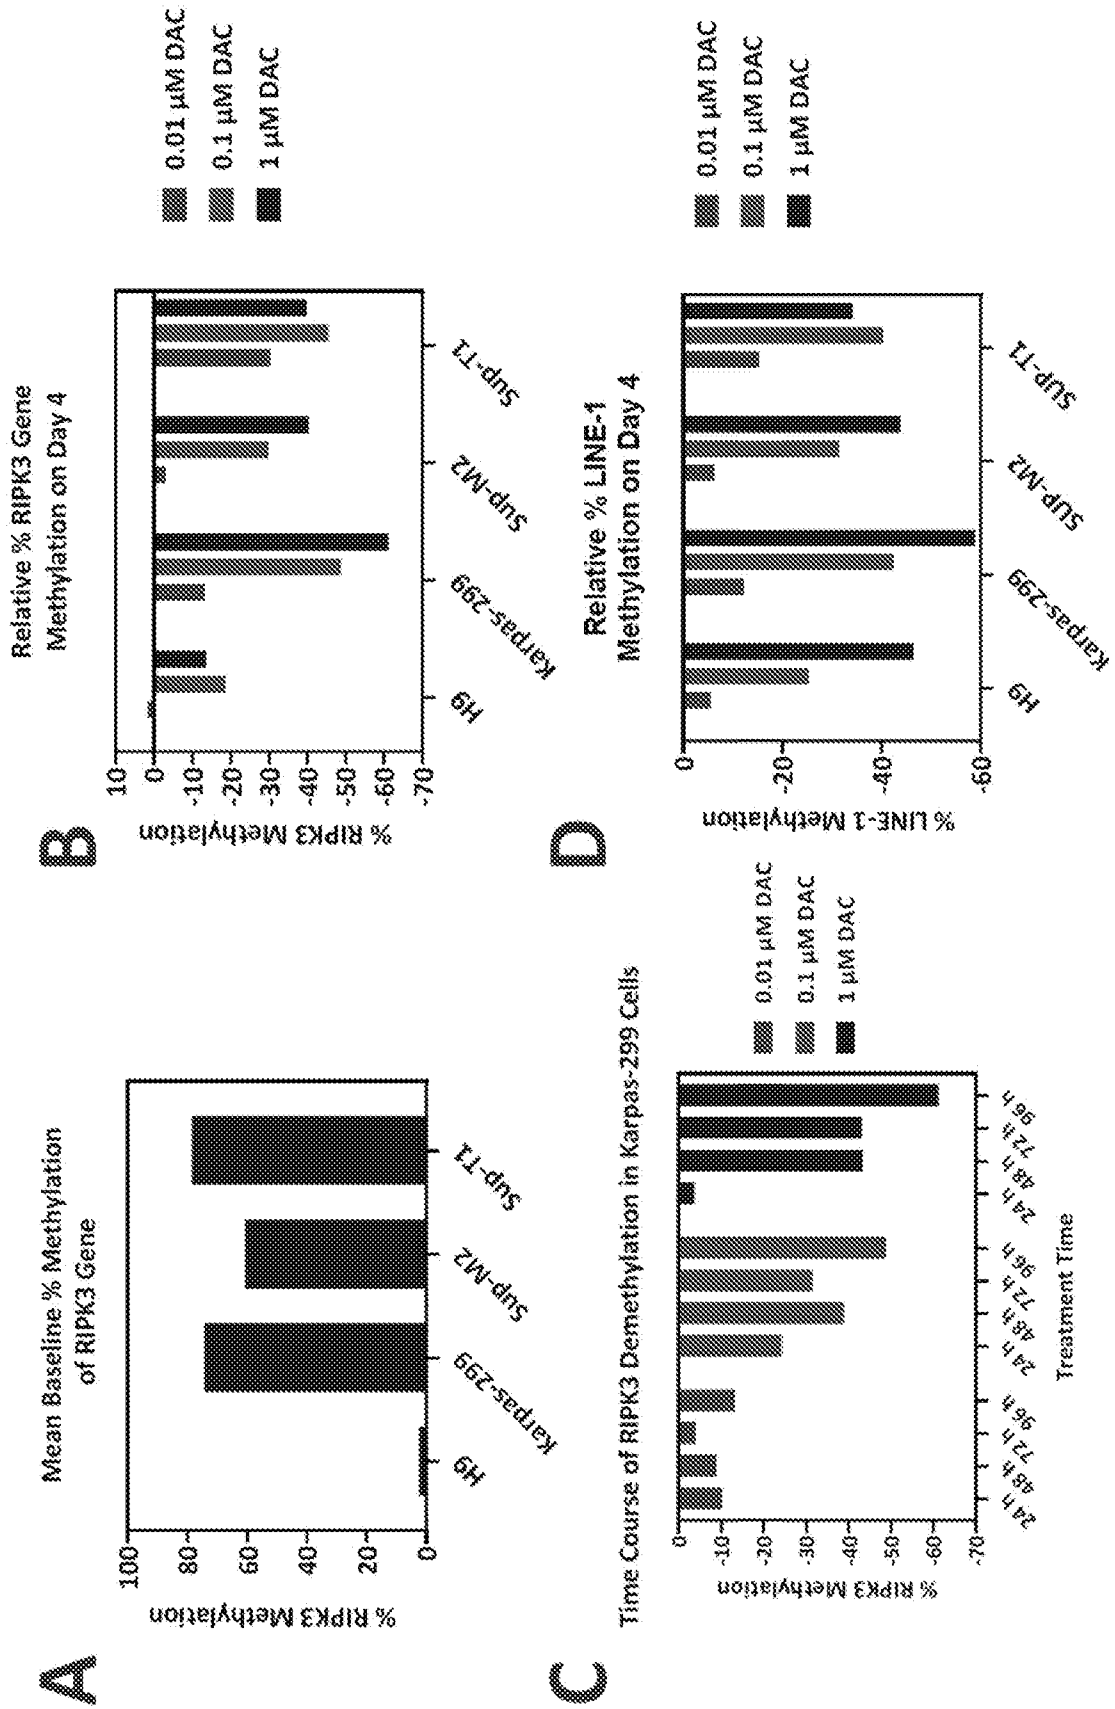 A
Mean Baseline % Methylation
of RIPK3 Gene
% RIPK3 Methylation
100
80
60
40
20
0
H9
Karpas-299
Sup-M2
Sup-T1
B
Relative % RIPK3 Gene
Methylation on Day 4
% RIPK3 Methylation
10
0
-10
-20
-30
-40
-50
-60
-70
H9
Karpas-299
Sup-M2
Sup-T1
0.01 µM DAC
0.1 µM DAC
1 µM DAC
C
Time Course of RIPK3 Demethylation in Karpas-299 Cells
% RIPK3 Methylation
0
-10
-20
-30
-40
-50
-60
-70
24 h
48 h
72 h
96 h
24 h
48 h
72 h
96 h
24 h
48 h
72 h
96 h
Treatment Time
0.01 µM DAC
0.1 µM DAC
1 µM DAC
D
Relative % LINE-1
Methylation on Day 4
% LINE-1 Methylation
0
-20
-40
-60
H9
Karpas-299
SUP-M2
SUP-T1
0.01 µM DAC
0.1 µM DAC
1 µM DAC